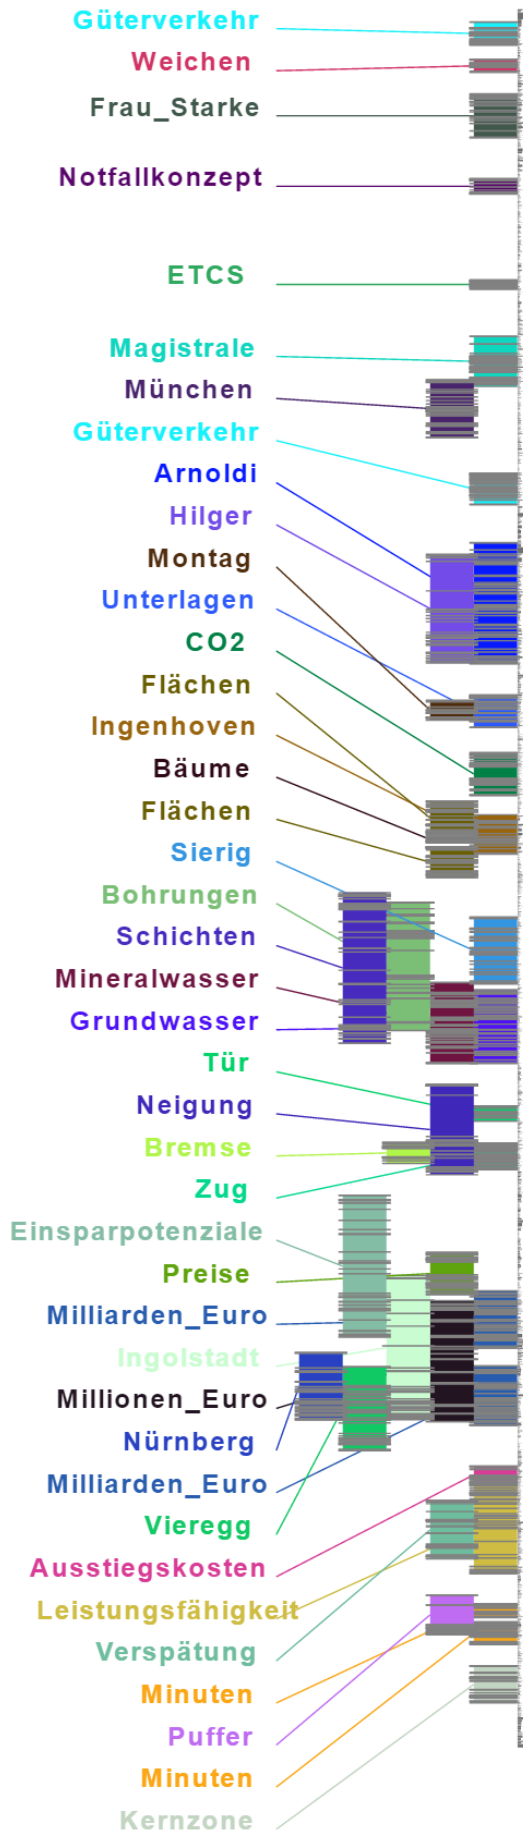 Güterverkehr
Weichen
Frau_Starke
Notfallkonzept
ETCS
Magistrale
München
Güterverkehr
Arnoldi
Hilger
Montag
Unterlagen
CO2
Flächen
Ingenhoven
Bäume
Flächen
Sierig
Bohrungen
Schichten
Mineralwasser
Grundwasser
Tür
Neigung
Bremse
Zug
Einsparpotenziale
Preise
Milliarden_Euro
Ingolstadt
Millionen_Euro
Nürnberg
Milliarden_Euro
Vieregg
Ausstiegskosten
Leistungsfähigkeit
Verspätung
Minuten
Puffer
Minuten
Kernzone